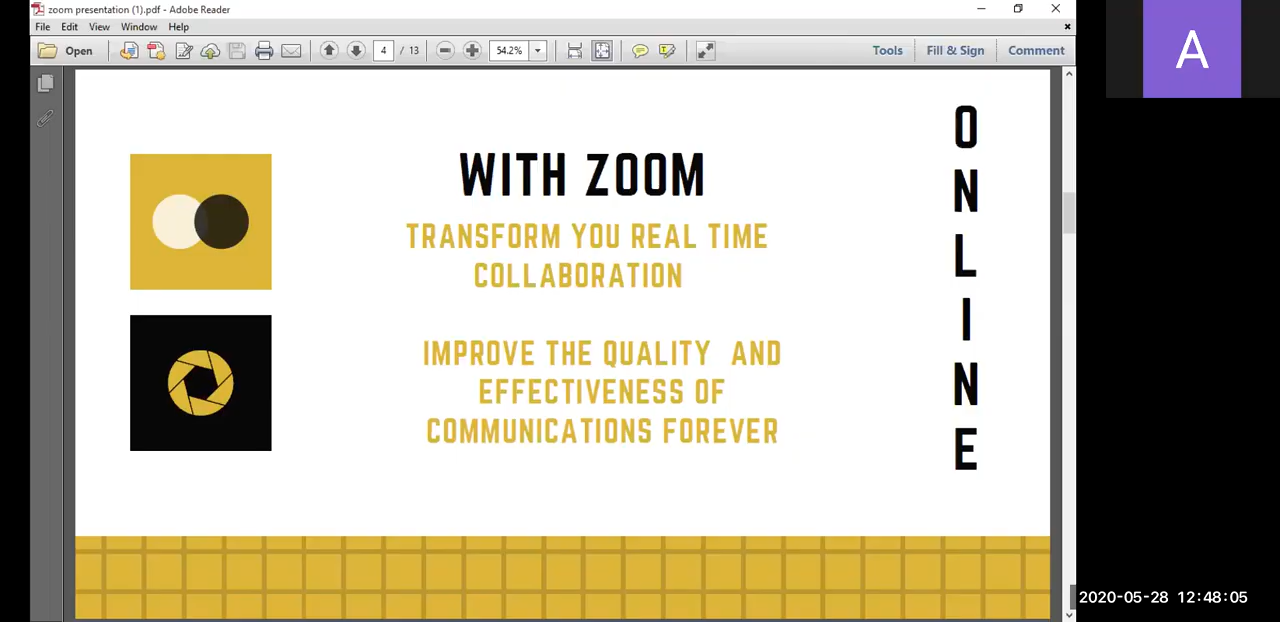 zoom presentation (1).pdf - Adobe Reader
File Edit View Window Help
Open 4 / 13 54.2% Tools Fill & Sign Comment
A
WITH ZOOM
TRANSFORM YOU REAL TIME
COLLABORATION
IMPROVE THE QUALITY AND
EFFECTIVENESS OF
COMMUNICATIONS FOREVER
ONLINE
2020-05-28 12:48:05